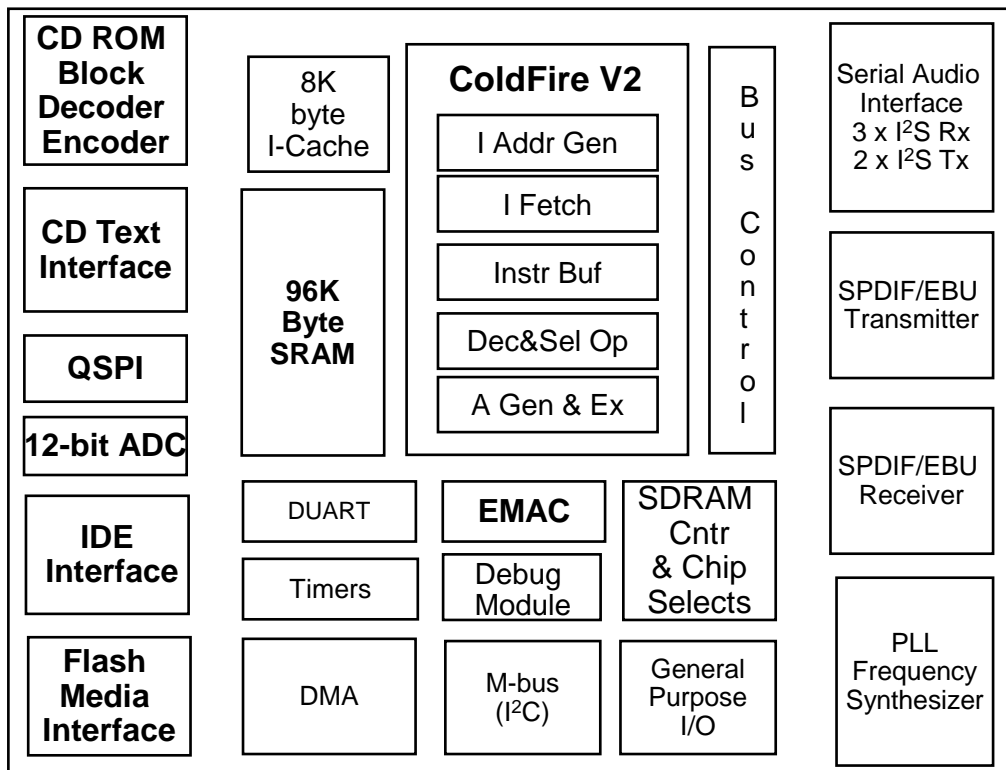 CD ROM
Block
Decoder
Encoder
CD Text
Interface
QSPI
12-bit ADC
IDE
Interface
Flash
Media
Interface
8K
byte
I-Cache
96K
Byte
SRAM
DUART
Timers
DMA
ColdFire V2
I Addr Gen
I Fetch
Instr Buf
Dec&Sel Op
A Gen & Ex
EMAC
Debug
Module
M-bus
(I²C)
Bus Control
SDRAM
Cntr
& Chip
Selects
General
Purpose
I/O
Serial Audio
Interface
3 x I²S Rx
2 x I²S Tx
SPDIF/EBU
Transmitter
SPDIF/EBU
Receiver
PLL
Frequency
Synthesizer